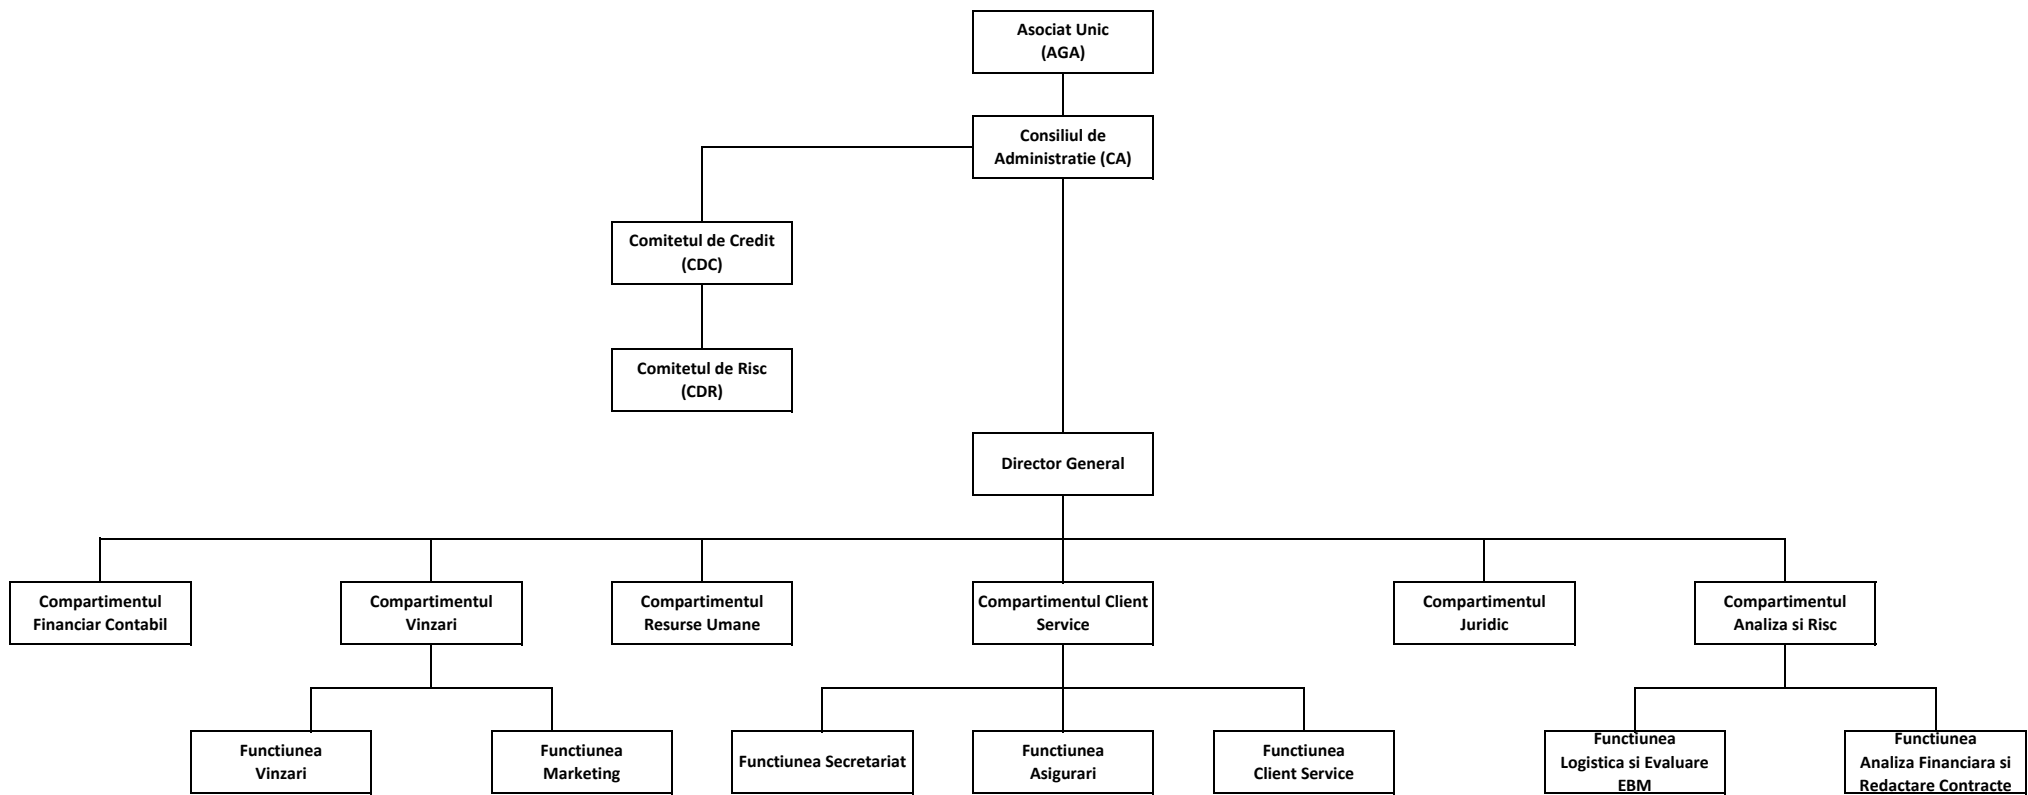 Asociat Unic
(AGA)
Consiliul de
Administratie (CA)
Comitetul de Credit
(CDC)
Comitetul de Risc
(CDR)
Director General
Compartimentul
Financiar Contabil
Compartimentul
Vinzari
Compartimentul
Resurse Umane
Compartimentul Client
Service
Compartimentul
Juridic
Compartimentul
Analiza si Risc
Functiunea
Vinzari
Functiunea
Marketing
Functiunea Secretariat
Functiunea
Asigurari
Functiunea
Client Service
Functiunea
Logistica si Evaluare
EBM
Functiunea
Analiza Financiara si
Redactare Contracte